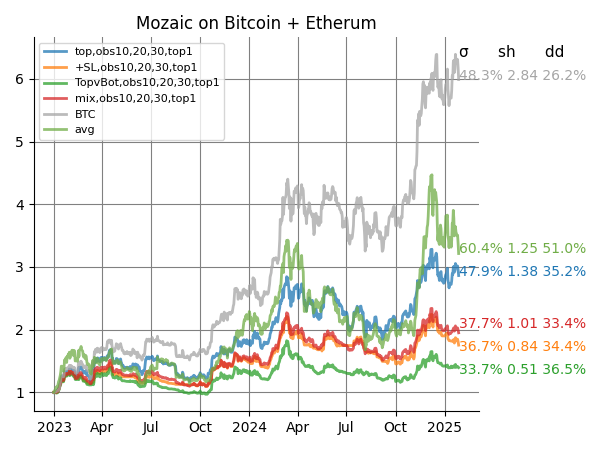 Mozaic on Bitcoin + Etherum
σ sh dd
top,obs10,20,30,top1
+SL,obs10,20,30,top1
TopvBot,obs10,20,30,top1
mix,obs10,20,30,top1
BTC
avg
48.3% 2.84 26.2%
60.4% 1.25 51.0%
47.9% 1.38 35.2%
37.7% 1.01 33.4%
36.7% 0.84 34.4%
33.7% 0.51 36.5%
6
5
4
3
2
1
2023 Apr Jul Oct 2024 Apr Jul Oct 2025